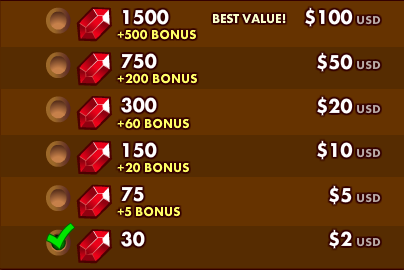 1500 BEST VALUE! $100 USD
+500 BONUS
750 $50 USD
+200 BONUS
300 $20 USD
+60 BONUS
150 $10 USD
+20 BONUS
75 $5 USD
+5 BONUS
30 $2 USD